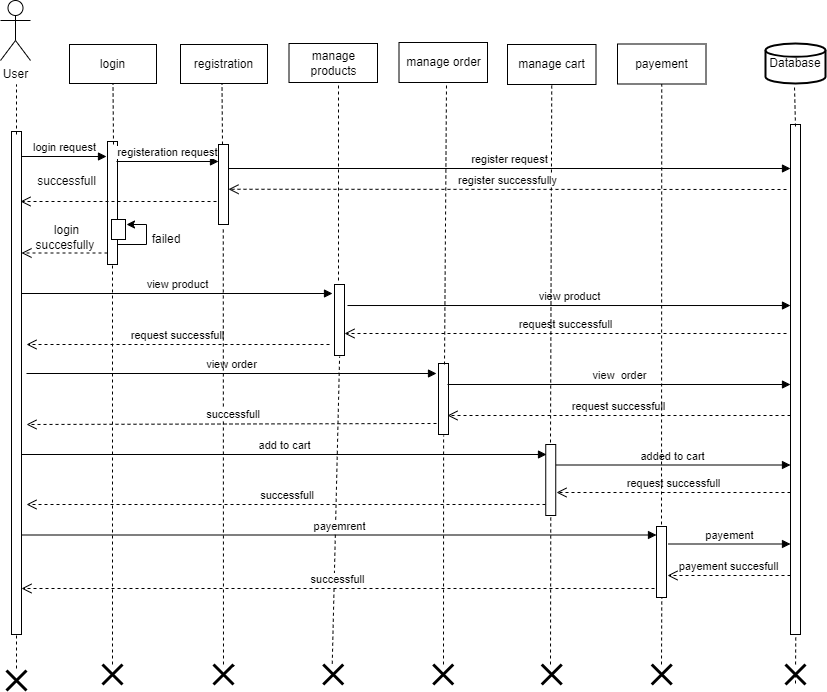 User
login
registration
manage
products
manage order
manage cart
payement
Database
login request
registeration request
register request
successfull
register successfully
login
succesfully
failed
view product
view product
request successfull
request successfull
view order
view order
request successfull
successfull
add to cart
added to cart
request successfull
successfull
payemrent
payement
payement succesfull
successfull